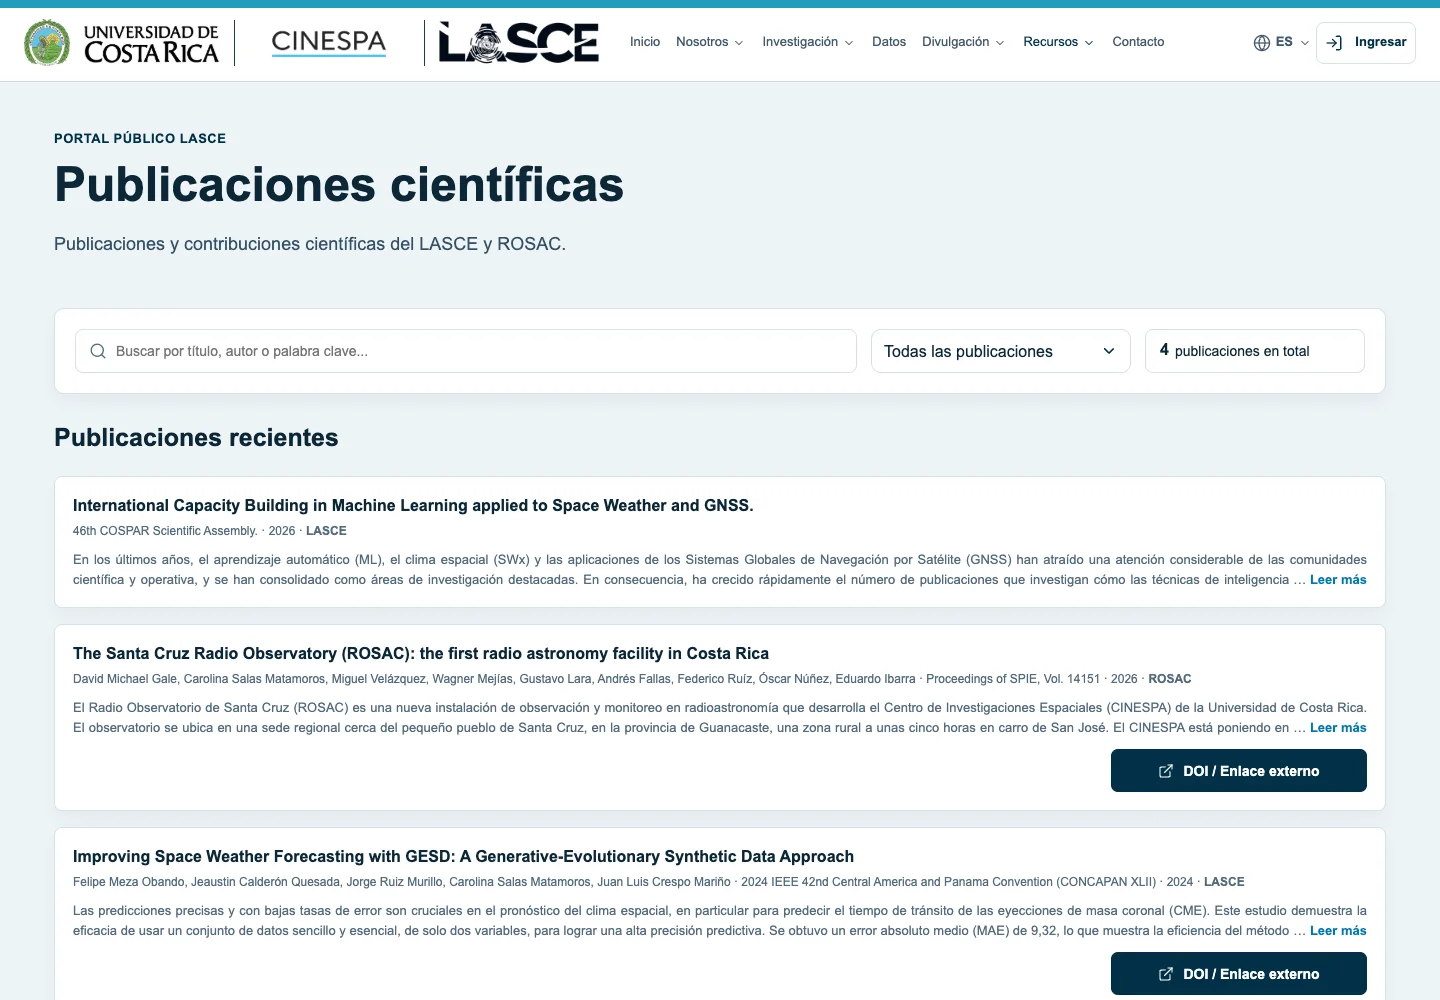 UNIVERSIDAD DE
COSTA RICA
CINESPA
LASCE
Inicio
Nosotros
Investigación
Datos
Divulgación
Recursos
Contacto
ES
Ingresar
PORTAL PÚBLICO LASCE
Publicaciones científicas
Publicaciones y contribuciones científicas del LASCE y ROSAC.
Buscar por título, autor o palabra clave...
Todas las publicaciones
4 publicaciones en total
Publicaciones recientes
International Capacity Building in Machine Learning applied to Space Weather and GNSS.
46th COSPAR Scientific Assembly. · 2026 · LASCE
En los últimos años, el aprendizaje automático (ML), el clima espacial (SWx) y las aplicaciones de los Sistemas Globales de Navegación por Satélite (GNSS) han atraído una atención considerable de las comunidades
científica y operativa, y se han consolidado como áreas de investigación destacadas. En consecuencia, ha crecido rápidamente el número de publicaciones que investigan cómo las técnicas de inteligencia ... Leer más
The Santa Cruz Radio Observatory (ROSAC): the first radio astronomy facility in Costa Rica
David Michael Gale, Carolina Salas Matamoros, Miguel Velázquez, Wagner Mejías, Gustavo Lara, Andrés Fallas, Federico Ruíz, Óscar Núñez, Eduardo Ibarra · Proceedings of SPIE, Vol. 14151 · 2026 · ROSAC
El Radio Observatorio de Santa Cruz (ROSAC) es una nueva instalación de observación y monitoreo en radioastronomía que desarrolla el Centro de Investigaciones Espaciales (CINESPA) de la Universidad de Costa Rica.
El observatorio se ubica en una sede regional cerca del pequeño pueblo de Santa Cruz, en la provincia de Guanacaste, una zona rural a unas cinco horas en carro de San José. El CINESPA está poniendo en ... Leer más
DOI / Enlace externo
Improving Space Weather Forecasting with GESD: A Generative-Evolutionary Synthetic Data Approach
Felipe Meza Obando, Jeaustin Calderón Quesada, Jorge Ruiz Murillo, Carolina Salas Matamoros, Juan Luis Crespo Mariño · 2024 IEEE 42nd Central America and Panama Convention (CONCAPAN XLII) · 2024 · LASCE
Las predicciones precisas y con bajas tasas de error son cruciales en el pronóstico del clima espacial, en particular para predecir el tiempo de tránsito de las eyecciones de masa coronal (CME). Este estudio demuestra la
eficacia de usar un conjunto de datos sencillo y esencial, de solo dos variables, para lograr una alta precisión predictiva. Se obtuvo un error absoluto medio (MAE) de 9,32, lo que muestra la eficiencia del método ... Leer más
DOI / Enlace externo